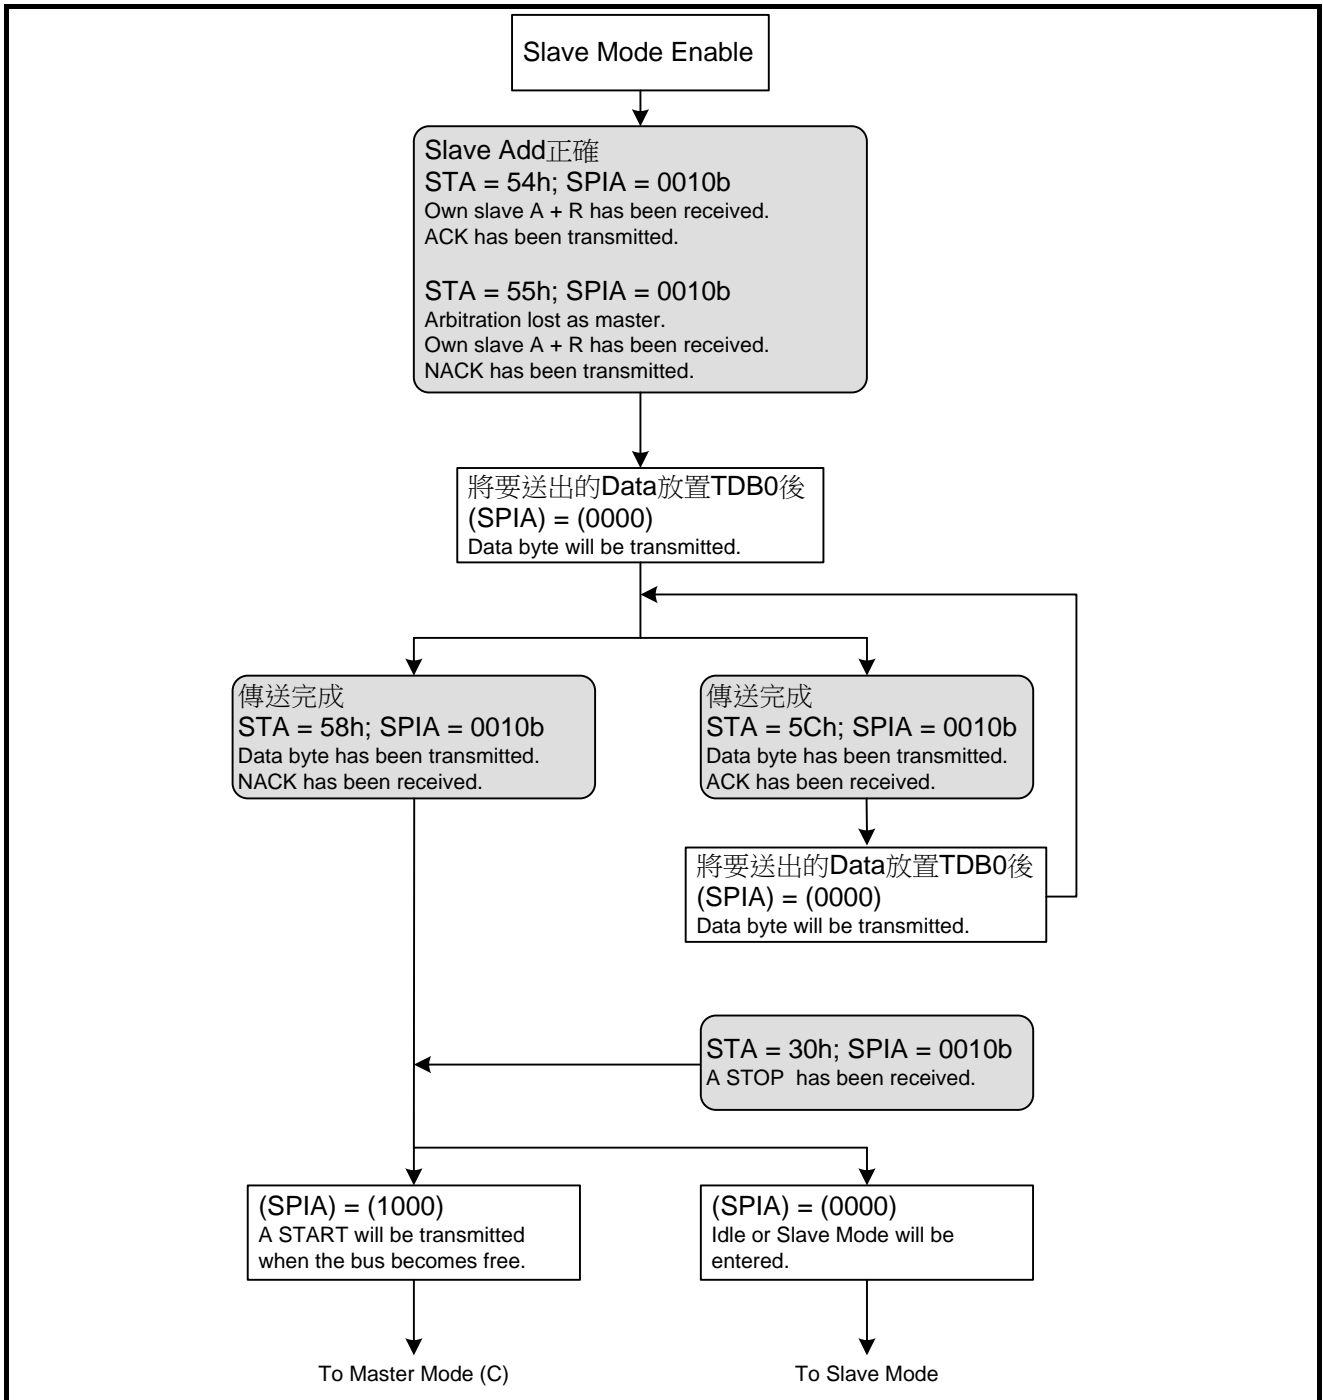 Slave Mode Enable
Slave Add正確
STA = 54h; SPIA = 0010b
Own slave A + R has been received.
ACK has been transmitted.
STA = 55h; SPIA = 0010b
Arbitration lost as master.
Own slave A + R has been received.
NACK has been transmitted.
將要送出的Data放置TDB0後
(SPIA) = (0000)
Data byte will be transmitted.
傳送完成
STA = 58h; SPIA = 0010b
Data byte has been transmitted.
NACK has been received.
傳送完成
STA = 5Ch; SPIA = 0010b
Data byte has been transmitted.
ACK has been received.
將要送出的Data放置TDB0後
(SPIA) = (0000)
Data byte will be transmitted.
STA = 30h; SPIA = 0010b
A STOP has been received.
(SPIA) = (1000)
A START will be transmitted
when the bus becomes free.
(SPIA) = (0000)
Idle or Slave Mode will be
entered.
To Master Mode (C)
To Slave Mode